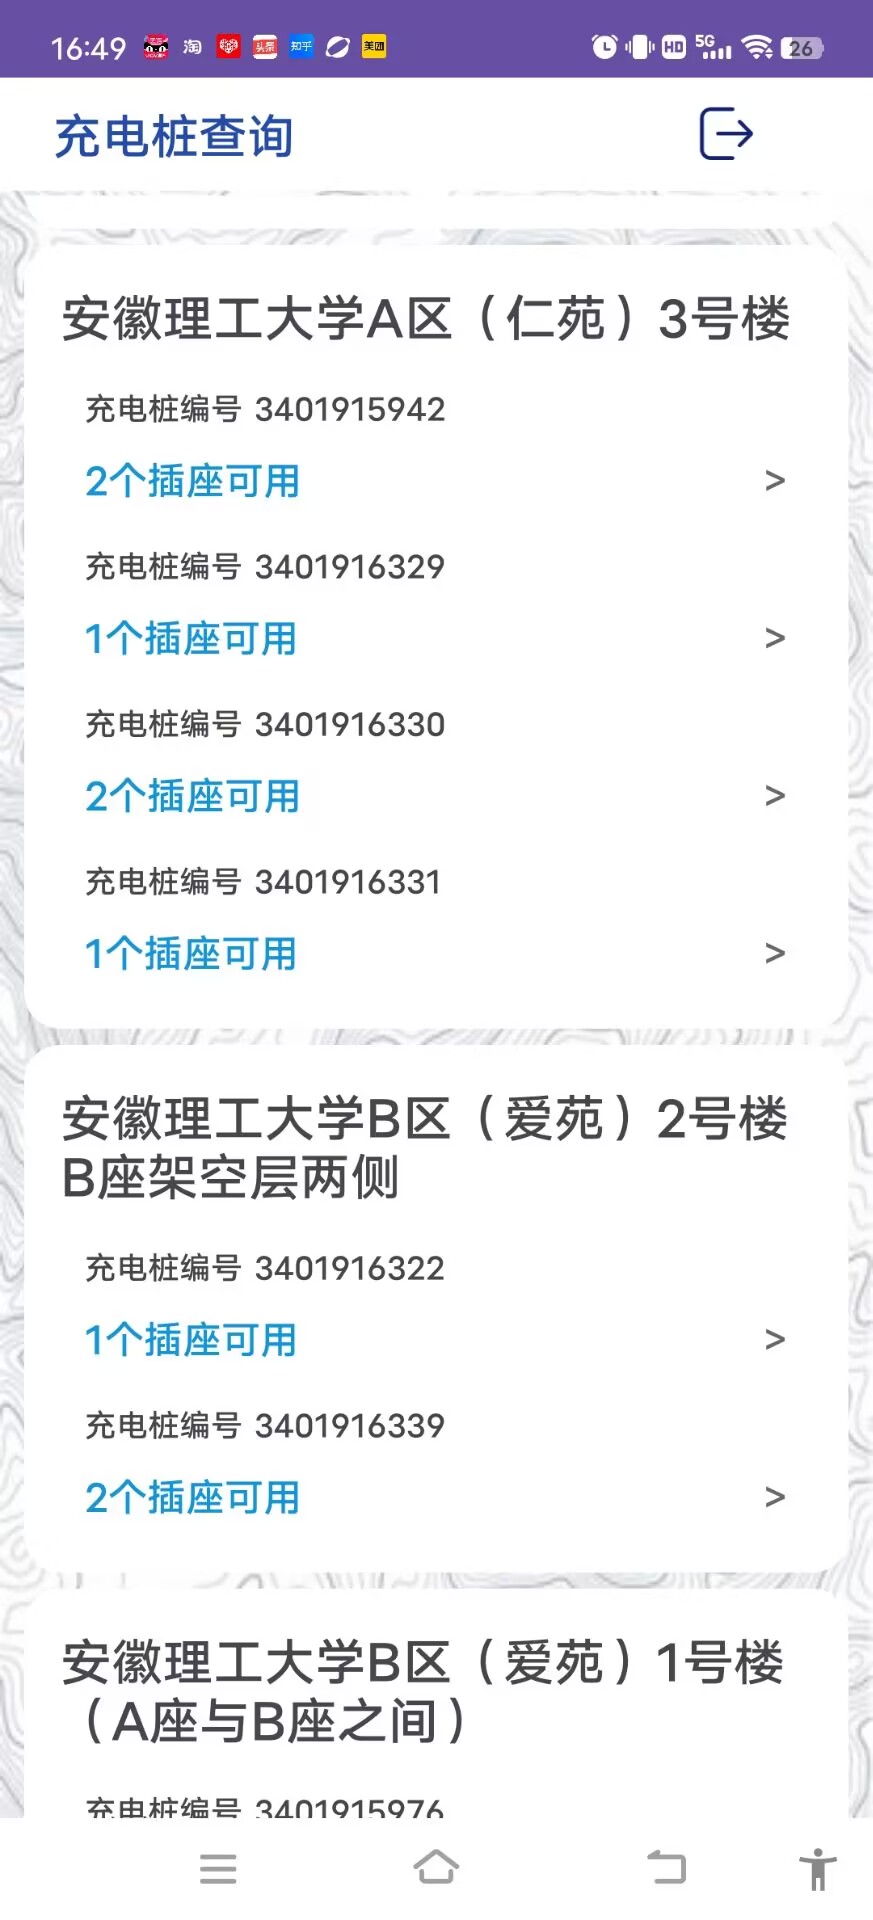 16:49
淘
头条
知乎
美团
HD
5G
26
充电桩查询
安徽理工大学A区（仁苑）3号楼
充电桩编号 3401915942
2个插座可用
>
充电桩编号 3401916329
1个插座可用
>
充电桩编号 3401916330
2个插座可用
>
充电桩编号 3401916331
1个插座可用
>
安徽理工大学B区（爱苑）2号楼
B座架空层两侧
充电桩编号 3401916322
1个插座可用
>
充电桩编号 3401916339
2个插座可用
>
安徽理工大学B区（爱苑）1号楼
（A座与B座之间）
充电桩编号 3401915976